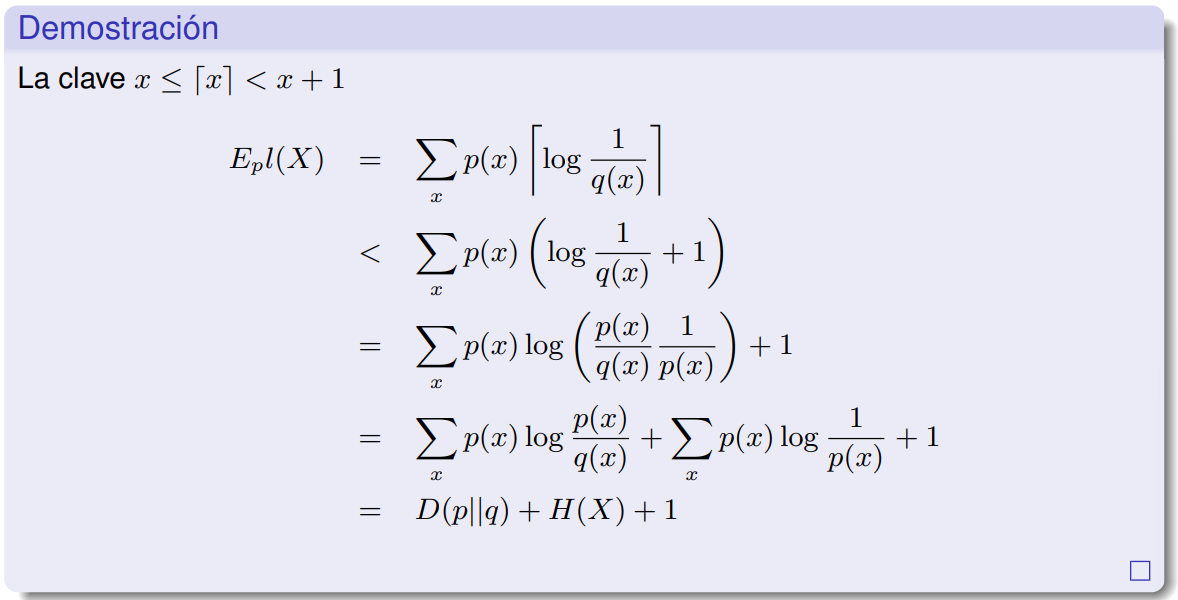 Demostración
La clave x ≤ ⌈x⌉ < x + 1
E_p l(X) = ∑_x p(x) ⌈log 1/q(x)⌉
< ∑_x p(x) (log 1/q(x) + 1)
= ∑_x p(x) log (p(x)/q(x) 1/p(x)) + 1
= ∑_x p(x) log p(x)/q(x) + ∑_x p(x) log 1/p(x) + 1
= D(p||q) + H(X) + 1
□